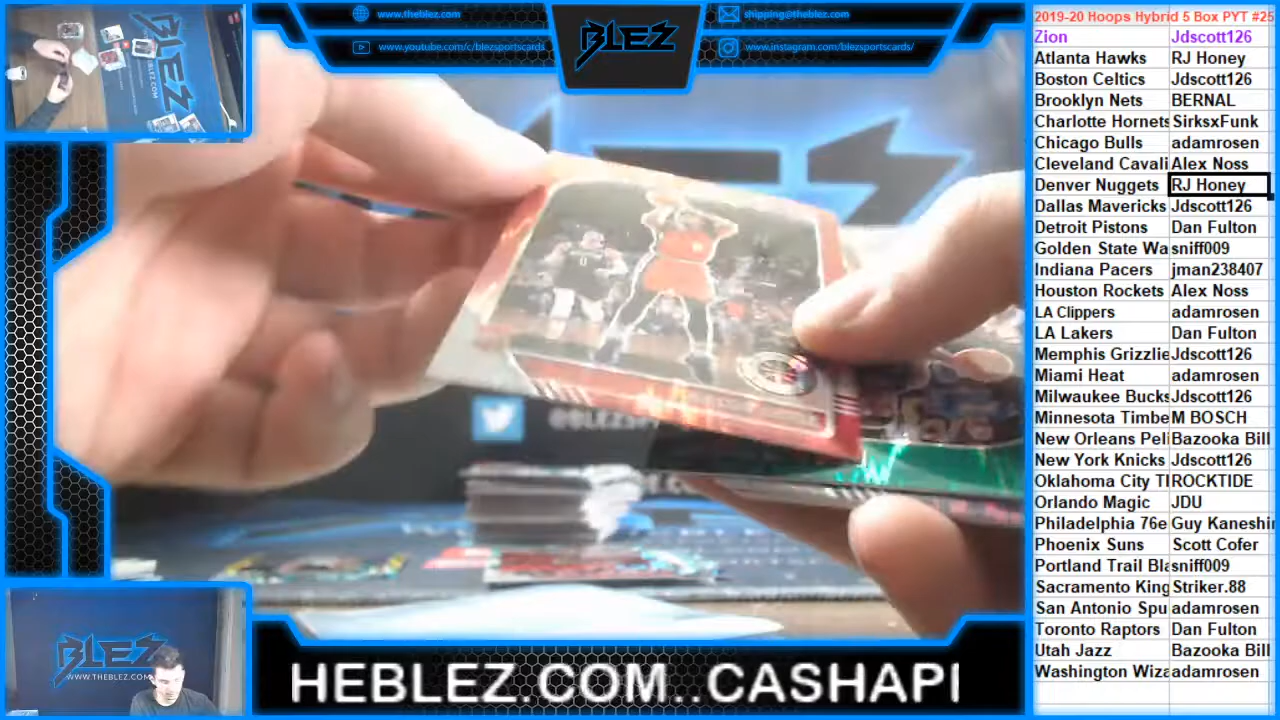 www.theblez.com
www.youtube.com/c/blezsportscards
BLEZ
shipping@theblez.com
www.instagram.com/blezsportscards/
2019-20 Hoops Hybrid 5 Box PYT #25
Zion Jdscott126
Atlanta Hawks RJ Honey
Boston Celtics Jdscott126
Brooklyn Nets BERNAL
Charlotte Hornets SirksxFunk
Chicago Bulls adamrosen
Cleveland Cavali Alex Noss
Denver Nuggets RJ Honey
Dallas Mavericks Jdscott126
Detroit Pistons Dan Fulton
Golden State Wa sniff009
Indiana Pacers jman238407
Houston Rockets Alex Noss
LA Clippers adamrosen
LA Lakers Dan Fulton
Memphis Grizzlie Jdscott126
Miami Heat adamrosen
Milwaukee Bucks Jdscott126
Minnesota Timbe M BOSCH
New Orleans Peli Bazooka Bill
New York Knicks Jdscott126
Oklahoma City Tl ROCKTIDE
Orlando Magic JDU
Philadelphia 76e Guy Kaneshir
Phoenix Suns Scott Cofer
Portland Trail Bla sniff009
Sacramento King Striker.88
San Antonio Spu adamrosen
Toronto Raptors Dan Fulton
Utah Jazz Bazooka Bill
Washington Wiza adamrosen
BLEZ
BLEZ
WWW.THEBLEZ.COM
HEBLEZ.COM..CASHAPI